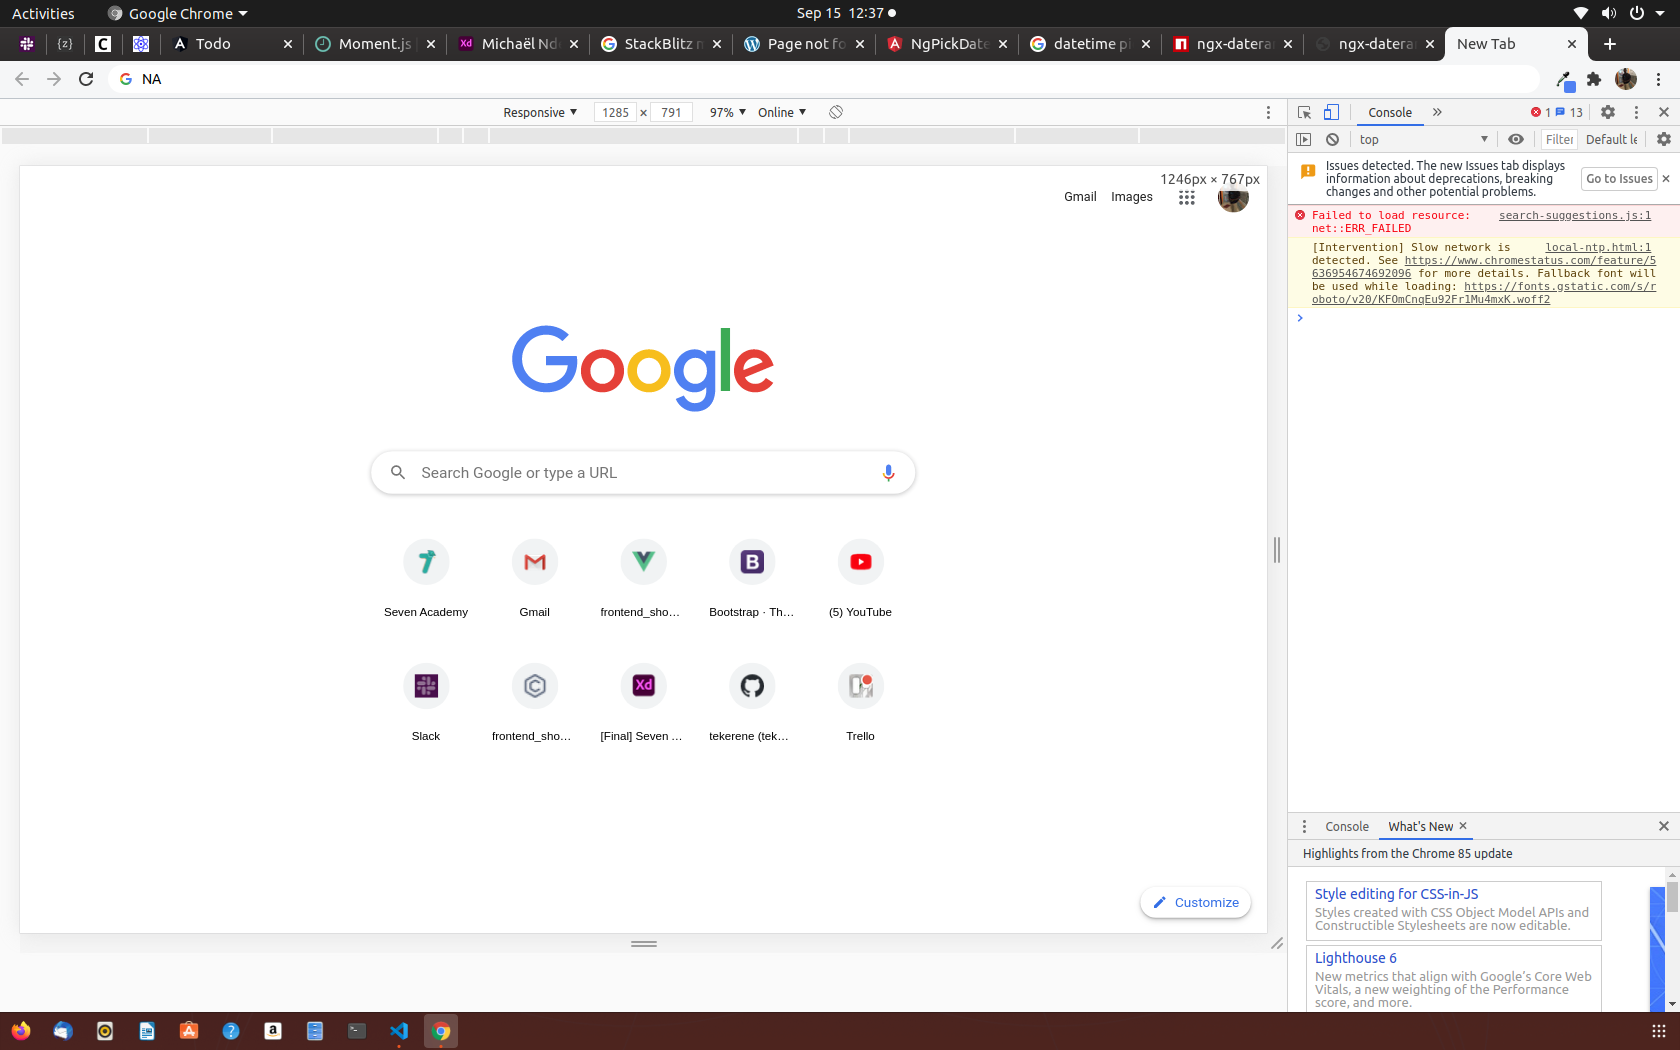 Activities
Google Chrome
Sep 15 12:37
{z}
C
Todo
Moment.js
Michaël Nd
StackBlitz
Page not fo
NgPickDate
datetime pi
ngx-datera
ngx-datera
New Tab
NA
Responsive
1285 × 791
97%
Online
Console
1
13
top
Filter
Default le
Issues detected. The new Issues tab displays
information about deprecations, breaking
changes and other potential problems.
Go to Issues
Failed to load resource: search-suggestions.js:1
net::ERR_FAILED
[Intervention] Slow network is local-ntp.html:1
detected. See https://www.chromestatus.com/feature/5
636954674692096 for more details. Fallback font will
be used while loading: https://fonts.gstatic.com/s/r
oboto/v20/KFOmCnqEu92Fr1Mu4mxK.woff2
1246px × 767px
Gmail Images
Google
Search Google or type a URL
Seven Academy
Gmail
frontend_sho...
Bootstrap · Th...
(5) YouTube
Xd
Slack
frontend_sho...
[Final] Seven ...
tekerene (tek...
Trello
Customize
Console
What's New
Highlights from the Chrome 85 update
Style editing for CSS-in-JS
Styles created with CSS Object Model APIs and
Constructible Stylesheets are now editable.
Lighthouse 6
New metrics that align with Google's Core Web
Vitals, a new weighting of the Performance
score, and more.